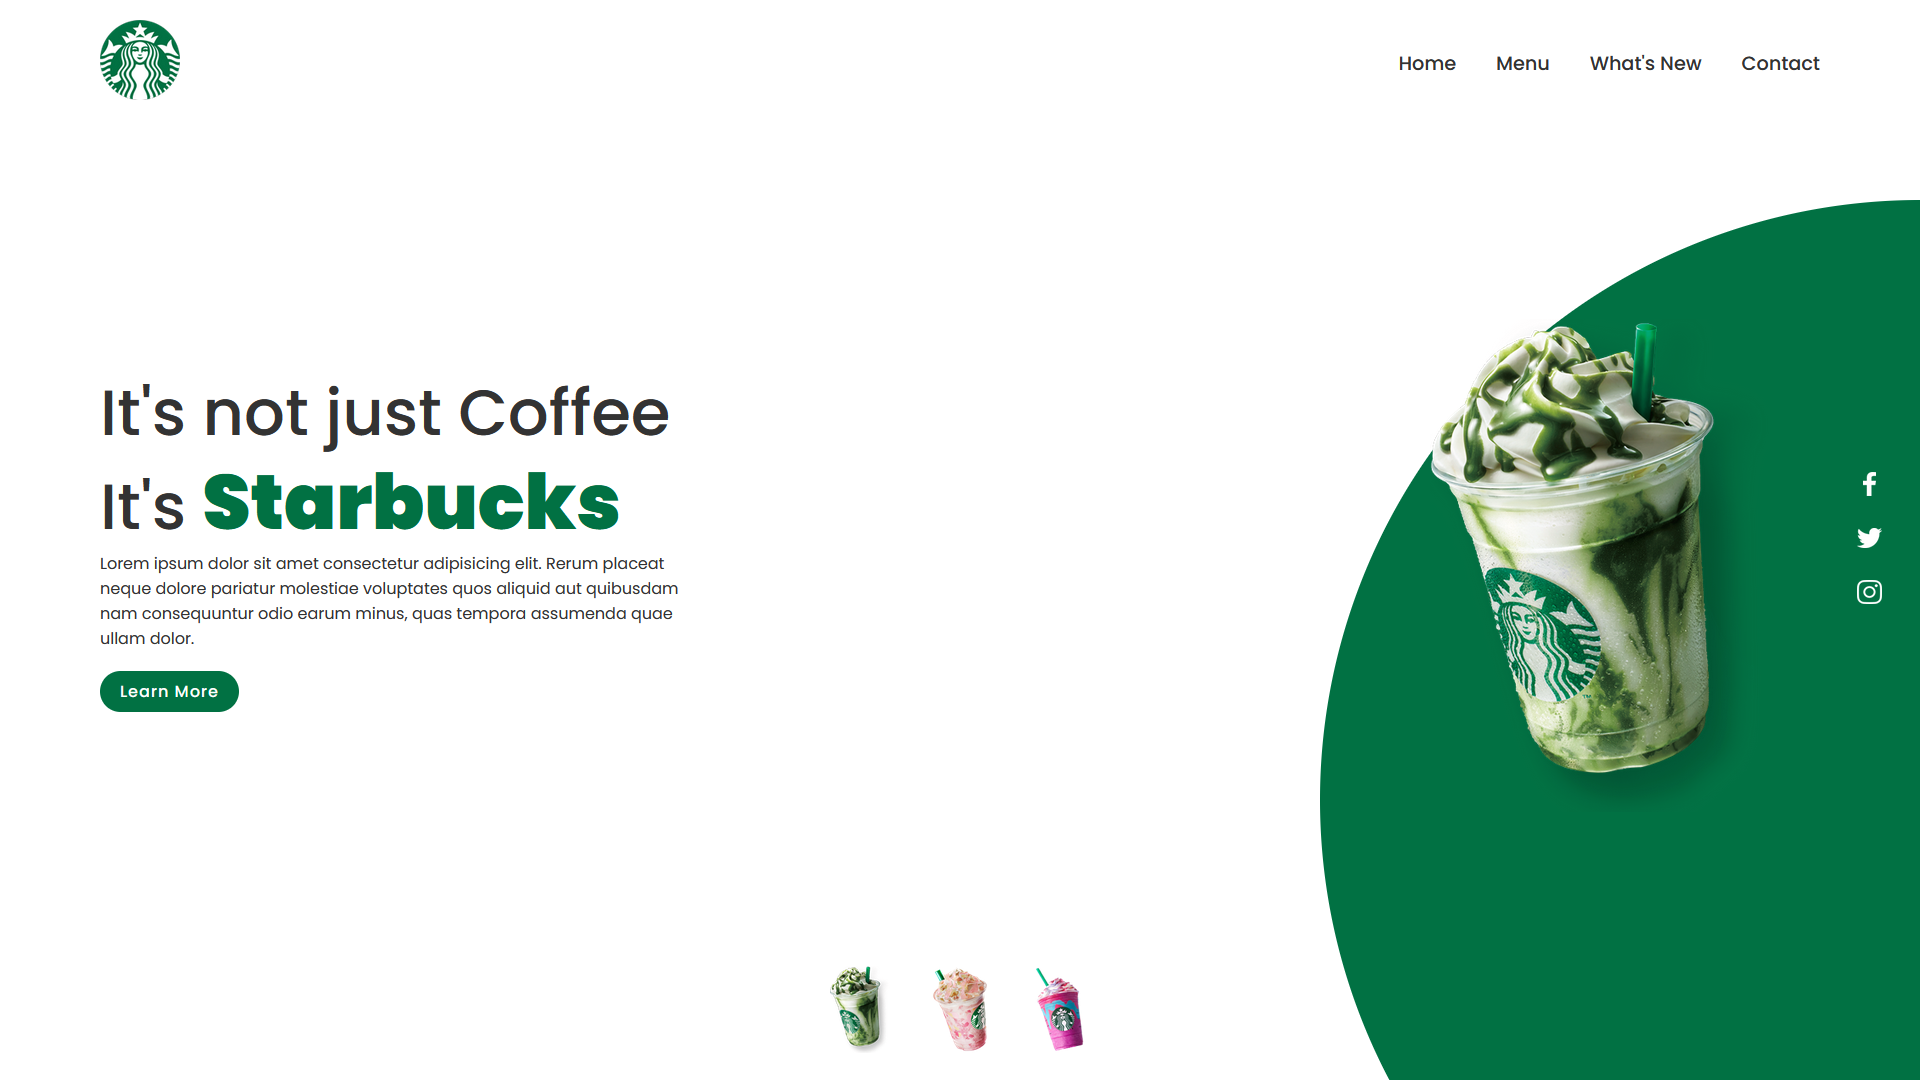 Home Menu What's New Contact
It's not just Coffee
It's Starbucks
Lorem ipsum dolor sit amet consectetur adipisicing elit. Rerum placeat
neque dolore pariatur molestiae voluptates quos aliquid aut quibusdam
nam consequuntur odio earum minus, quas tempora assumenda quae
ullam dolor.
Learn More